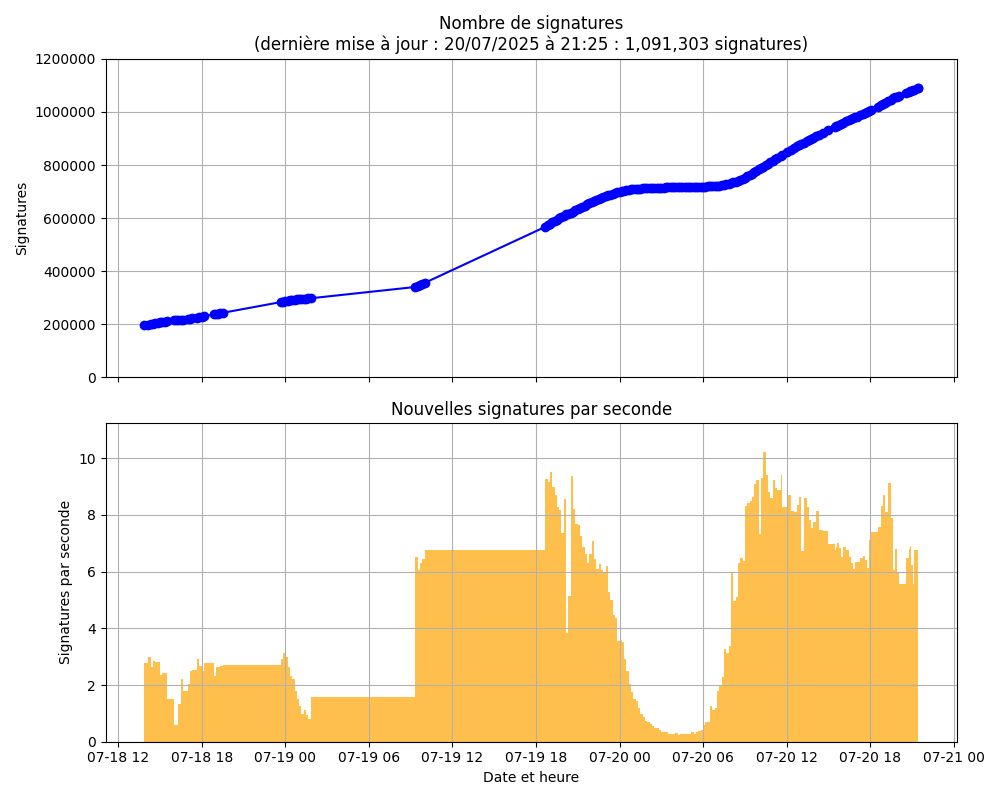 Nombre de signatures
(dernière mise à jour : 20/07/2025 à 21:25 : 1,091,303 signatures)
1200000
1000000
800000
600000
400000
200000
0
Signatures
Nouvelles signatures par seconde
10
8
6
4
2
0
Signatures par seconde
07-18 12 07-18 18 07-19 00 07-19 06 07-19 12 07-19 18 07-20 00 07-20 06 07-20 12 07-20 18 07-21 00
Date et heure